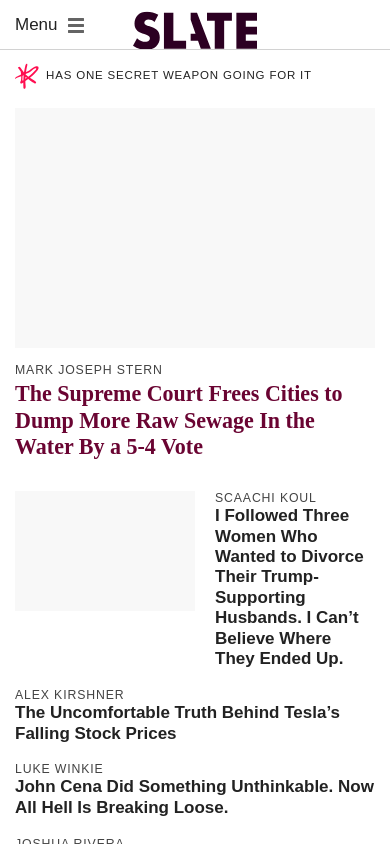 Menu
SLATE
HAS ONE SECRET WEAPON GOING FOR IT
MARK JOSEPH STERN
The Supreme Court Frees Cities to
Dump More Raw Sewage In the
Water By a 5-4 Vote
SCAACHI KOUL
I Followed Three
Women Who
Wanted to Divorce
Their Trump-
Supporting
Husbands. I Can’t
Believe Where
They Ended Up.
ALEX KIRSHNER
The Uncomfortable Truth Behind Tesla’s
Falling Stock Prices
LUKE WINKIE
John Cena Did Something Unthinkable. Now
All Hell Is Breaking Loose.
JOSHUA RIVERA